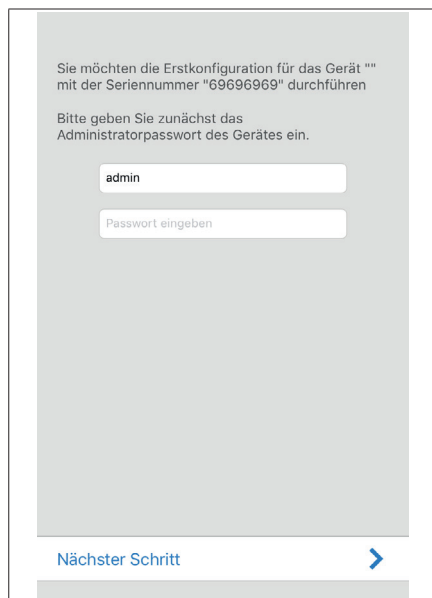 Sie möchten die Erstkonfiguration für das Gerät ""
mit der Seriennummer "69696969" durchführen
Bitte geben Sie zunächst das
Administratorpasswort des Gerätes ein.
admin
Passwort eingeben
Nächster Schritt